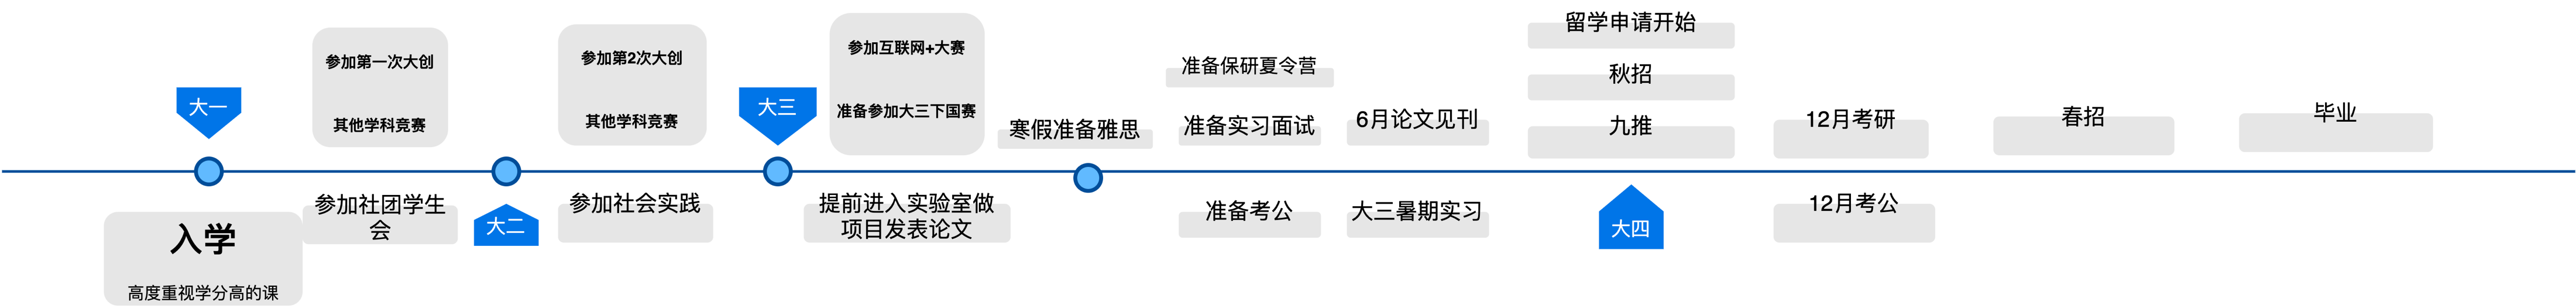 大一
入学
高度重视学分高的课
参加第一次大创
其他学科竞赛
参加社团学生
会
大二
参加第2次大创
其他学科竞赛
参加社会实践
大三
参加互联网+大赛
准备参加大三下国赛
提前进入实验室做
项目发表论文
寒假准备雅思
准备保研夏令营
准备实习面试
准备考公
6月论文见刊
大三暑期实习
留学申请开始
秋招
九推
大四
12月考研
12月考公
春招
毕业